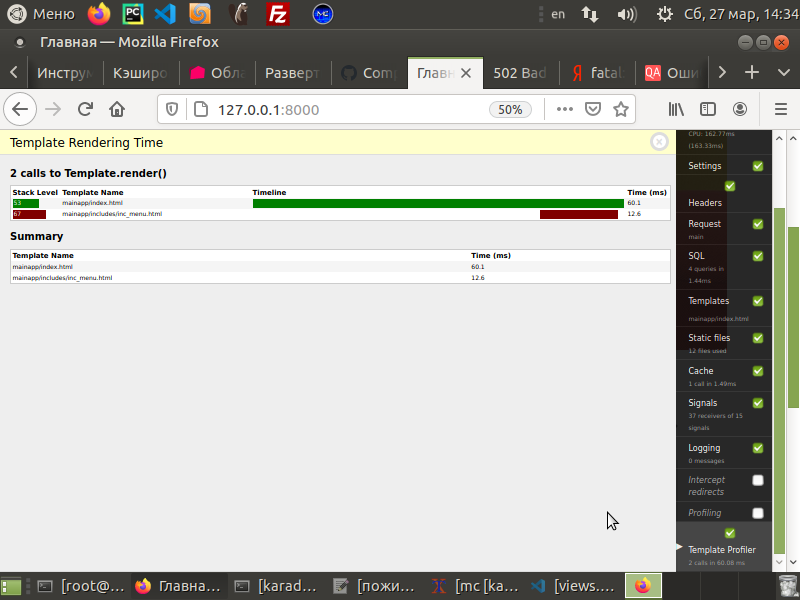 Меню
en
Сб, 27 мар, 14:34
Главная — Mozilla Firefox
Инструм
Кэширо
Обла
Разверт
Com
Главн
502 Bad
fatal
Оши
127.0.0.1:8000
50%
Template Rendering Time
2 calls to Template.render()
Stack Level Template Name Timeline Time (ms)
53 mainapp/index.html 60.1
67 mainapp/includes/inc_menu.html 12.6
Summary
Template Name Time (ms)
mainapp/index.html 60.1
mainapp/includes/inc_menu.html 12.6
CPU: 162.77ms
(163.33ms)
Settings
Headers
Request
main
SQL
4 queries in
1.44ms
Templates
mainapp/index.html
Static files
12 files used
Cache
1 call in 1.49ms
Signals
37 receivers of 15
signals
Logging
0 messages
Intercept
redirects
Profiling
Template Profiler
2 calls in 60.08 ms
[root@...
Главна...
[karad...
[пожи...
[mc [ka...
[views....